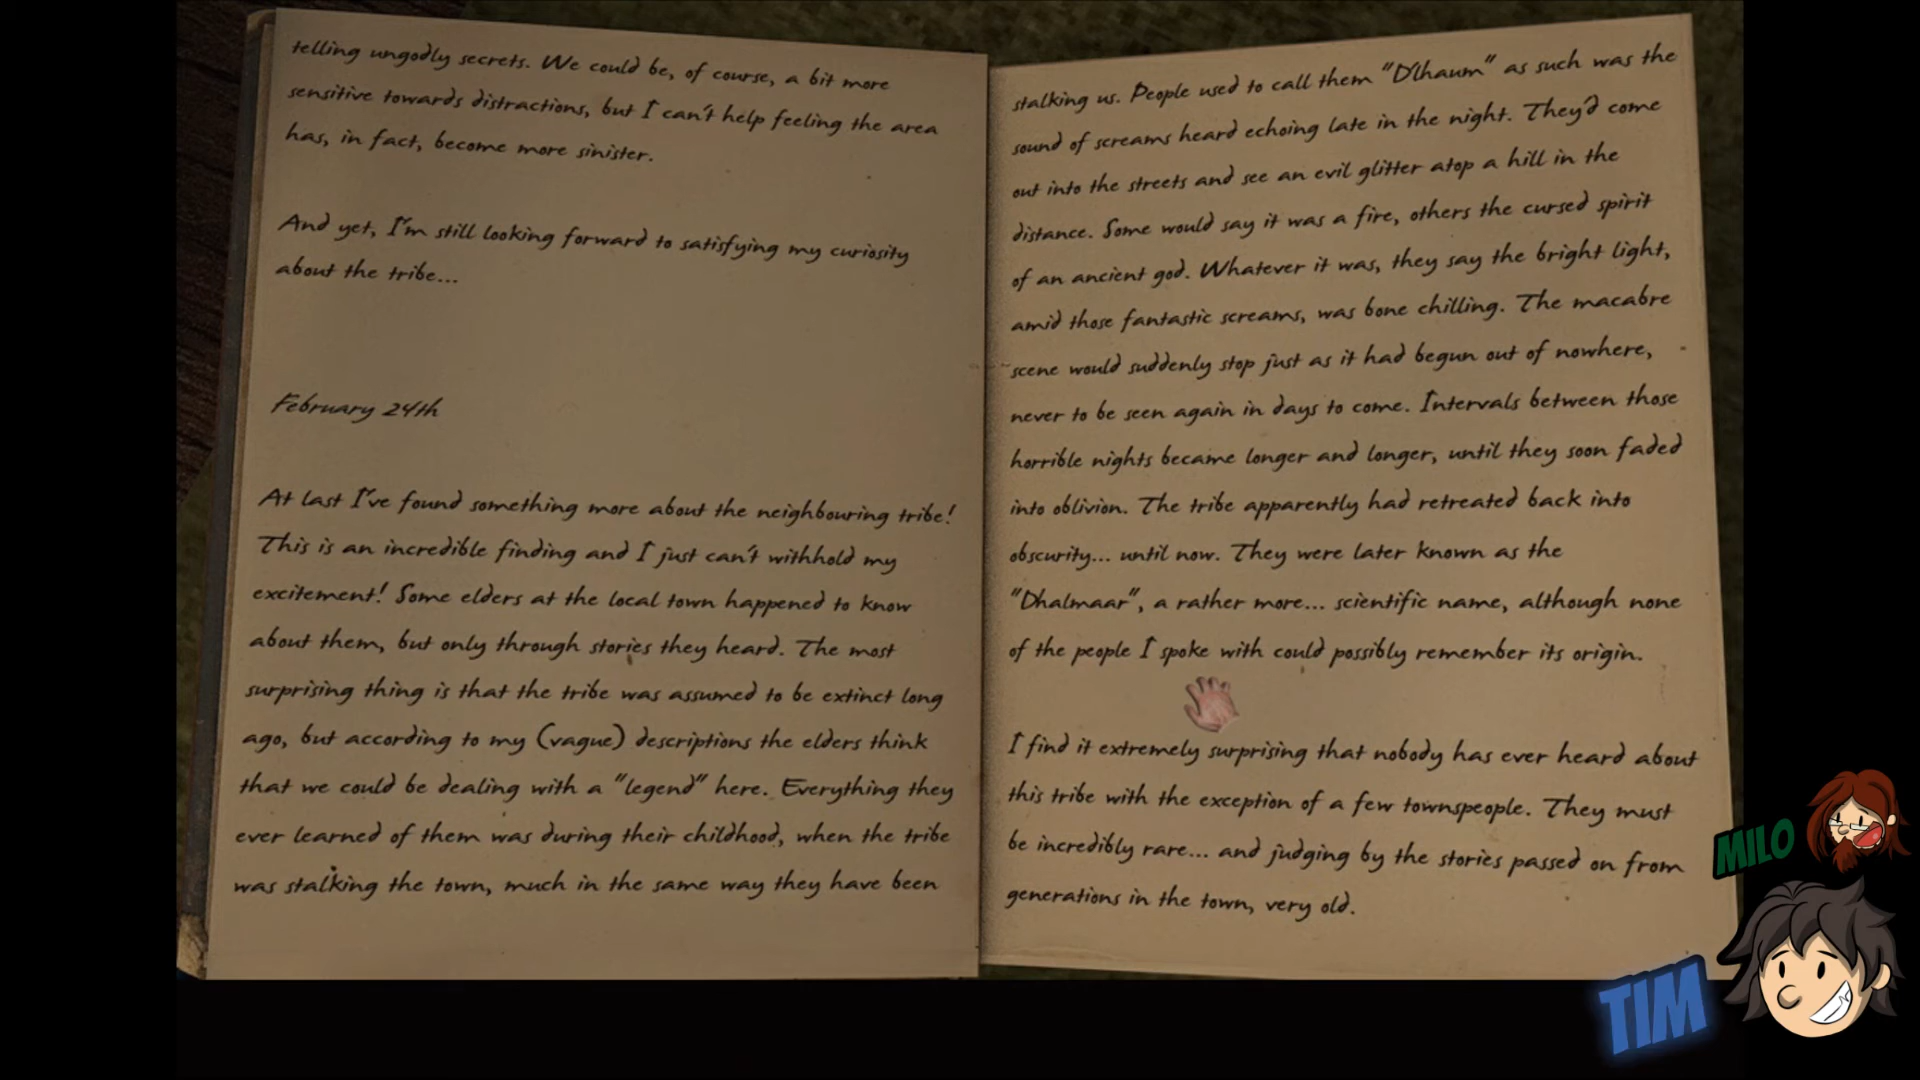 telling ungodly secrets. We could be, of course, a bit more
sensitive towards distractions, but I can't help feeling the area
has, in fact, become more sinister.
And yet, I'm still looking forward to satisfying my curiosity
about the tribe...
February 24th
At last I've found something more about the neighbouring tribe!
This is an incredible finding and I just can't withhold my
excitement! Some elders at the local town happened to know
about them, but only through stories they heard. The most
surprising thing is that the tribe was assumed to be extinct long
ago, but according to my (vague) descriptions the elders think
that we could be dealing with a "legend" here. Everything they
ever learned of them was during their childhood, when the tribe
was stalking the town, much in the same way they have been
stalking us. People used to call them "D'lhaum" as such was the
sound of screams heard echoing late in the night. They'd come
out into the streets and see an evil glitter atop a hill in the
distance. Some would say it was a fire, others the cursed spirit
of an ancient god. Whatever it was, they say the bright light,
amid those fantastic screams, was bone chilling. The macabre
scene would suddenly stop just as it had begun out of nowhere,
never to be seen again in days to come. Intervals between those
horrible nights became longer and longer, until they soon faded
into oblivion. The tribe apparently had retreated back into
obscurity... until now. They were later known as the
"Dhalmaar", a rather more... scientific name, although none
of the people I spoke with could possibly remember its origin.
I find it extremely surprising that nobody has ever heard about
this tribe with the exception of a few townspeople. They must
be incredibly rare... and judging by the stories passed on from
generations in the town, very old.
MILO
TIM